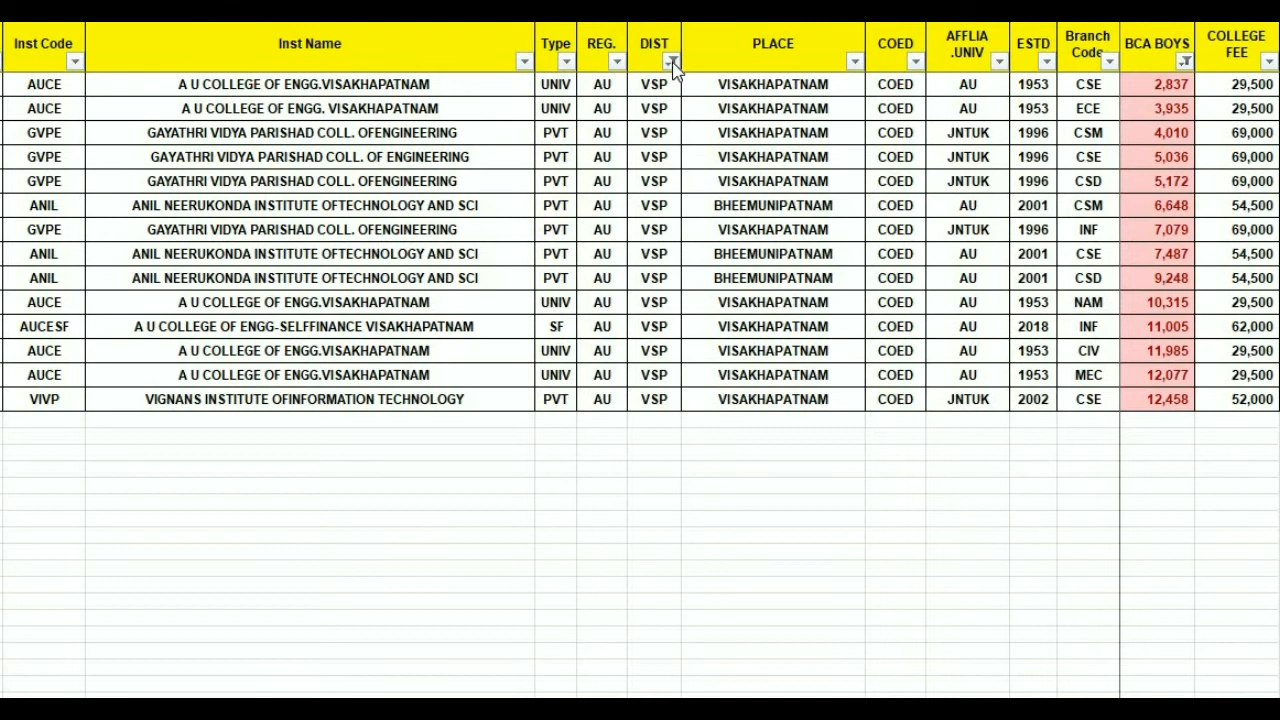 Inst Code Inst Name Type REG. DIST PLACE COED AFFLIA .UNIV ESTD Branch Code BCA BOYS COLLEGE FEE
AUCE A U COLLEGE OF ENGG.VISAKHAPATNAM UNIV AU VSP VISAKHAPATNAM COED AU 1953 CSE 2,837 29,500
AUCE A U COLLEGE OF ENGG. VISAKHAPATNAM UNIV AU VSP VISAKHAPATNAM COED AU 1953 ECE 3,935 29,500
GVPE GAYATHRI VIDYA PARISHAD COLL. OFENGINEERING PVT AU VSP VISAKHAPATNAM COED JNTUK 1996 CSM 4,010 69,000
GVPE GAYATHRI VIDYA PARISHAD COLL. OF ENGINEERING PVT AU VSP VISAKHAPATNAM COED JNTUK 1996 CSE 5,036 69,000
GVPE GAYATHRI VIDYA PARISHAD COLL. OFENGINEERING PVT AU VSP VISAKHAPATNAM COED JNTUK 1996 CSD 5,172 69,000
ANIL ANIL NEERUKONDA INSTITUTE OFTECHNOLOGY AND SCI PVT AU VSP BHEEMUNIPATNAM COED AU 2001 CSM 6,648 54,500
GVPE GAYATHRI VIDYA PARISHAD COLL. OFENGINEERING PVT AU VSP VISAKHAPATNAM COED JNTUK 1996 INF 7,079 69,000
ANIL ANIL NEERUKONDA INSTITUTE OFTECHNOLOGY AND SCI PVT AU VSP BHEEMUNIPATNAM COED AU 2001 CSE 7,487 54,500
ANIL ANIL NEERUKONDA INSTITUTE OFTECHNOLOGY AND SCI PVT AU VSP BHEEMUNIPATNAM COED AU 2001 CSD 9,248 54,500
AUCE A U COLLEGE OF ENGG.VISAKHAPATNAM UNIV AU VSP VISAKHAPATNAM COED AU 1953 NAM 10,315 29,500
AUCESF A U COLLEGE OF ENGG-SELFFINANCE VISAKHAPATNAM SF AU VSP VISAKHAPATNAM COED AU 2018 INF 11,005 62,000
AUCE A U COLLEGE OF ENGG.VISAKHAPATNAM UNIV AU VSP VISAKHAPATNAM COED AU 1953 CIV 11,985 29,500
AUCE A U COLLEGE OF ENGG.VISAKHAPATNAM UNIV AU VSP VISAKHAPATNAM COED AU 1953 MEC 12,077 29,500
VIVP VIGNANS INSTITUTE OFINFORMATION TECHNOLOGY PVT AU VSP VISAKHAPATNAM COED JNTUK 2002 CSE 12,458 52,000